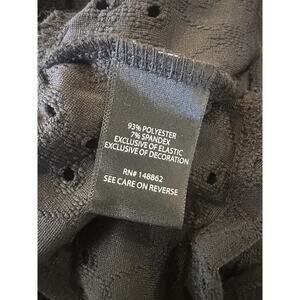 93% POLYESTER
7% SPANDEX
EXCLUSIVE OF ELASTIC
EXCLUSIVE OF DECORATION
RN# 148862
SEE CARE ON REVERSE